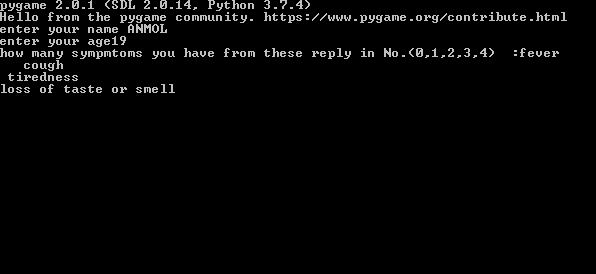 pygame 2.0.1 (SDL 2.0.14, Python 3.7.4)
Hello from the pygame community. https://www.pygame.org/contribute.html
enter your name ANMOL
enter your age19
how many sympmtoms you have from these reply in No.(0,1,2,3,4)  :fever
   cough
 tiredness
loss of taste or smell